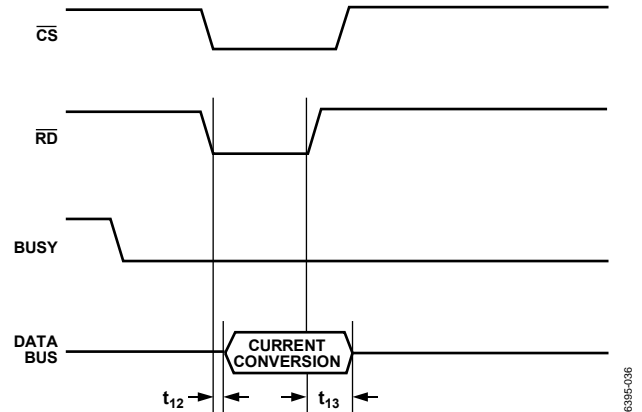 CS
RD
BUSY
DATA
BUS
CURRENT
CONVERSION
t12
t13
6395-036